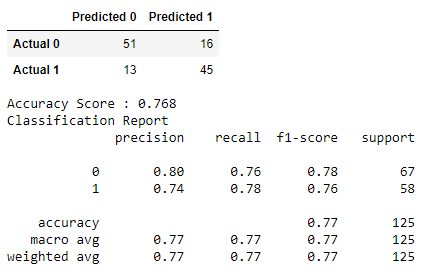 Predicted 0 Predicted 1
Actual 0 51 16
Actual 1 13 45
Accuracy Score : 0.768
Classification Report
precision recall f1-score support
0 0.80 0.76 0.78 67
1 0.74 0.78 0.76 58
accuracy 0.77 125
macro avg 0.77 0.77 0.77 125
weighted avg 0.77 0.77 0.77 125